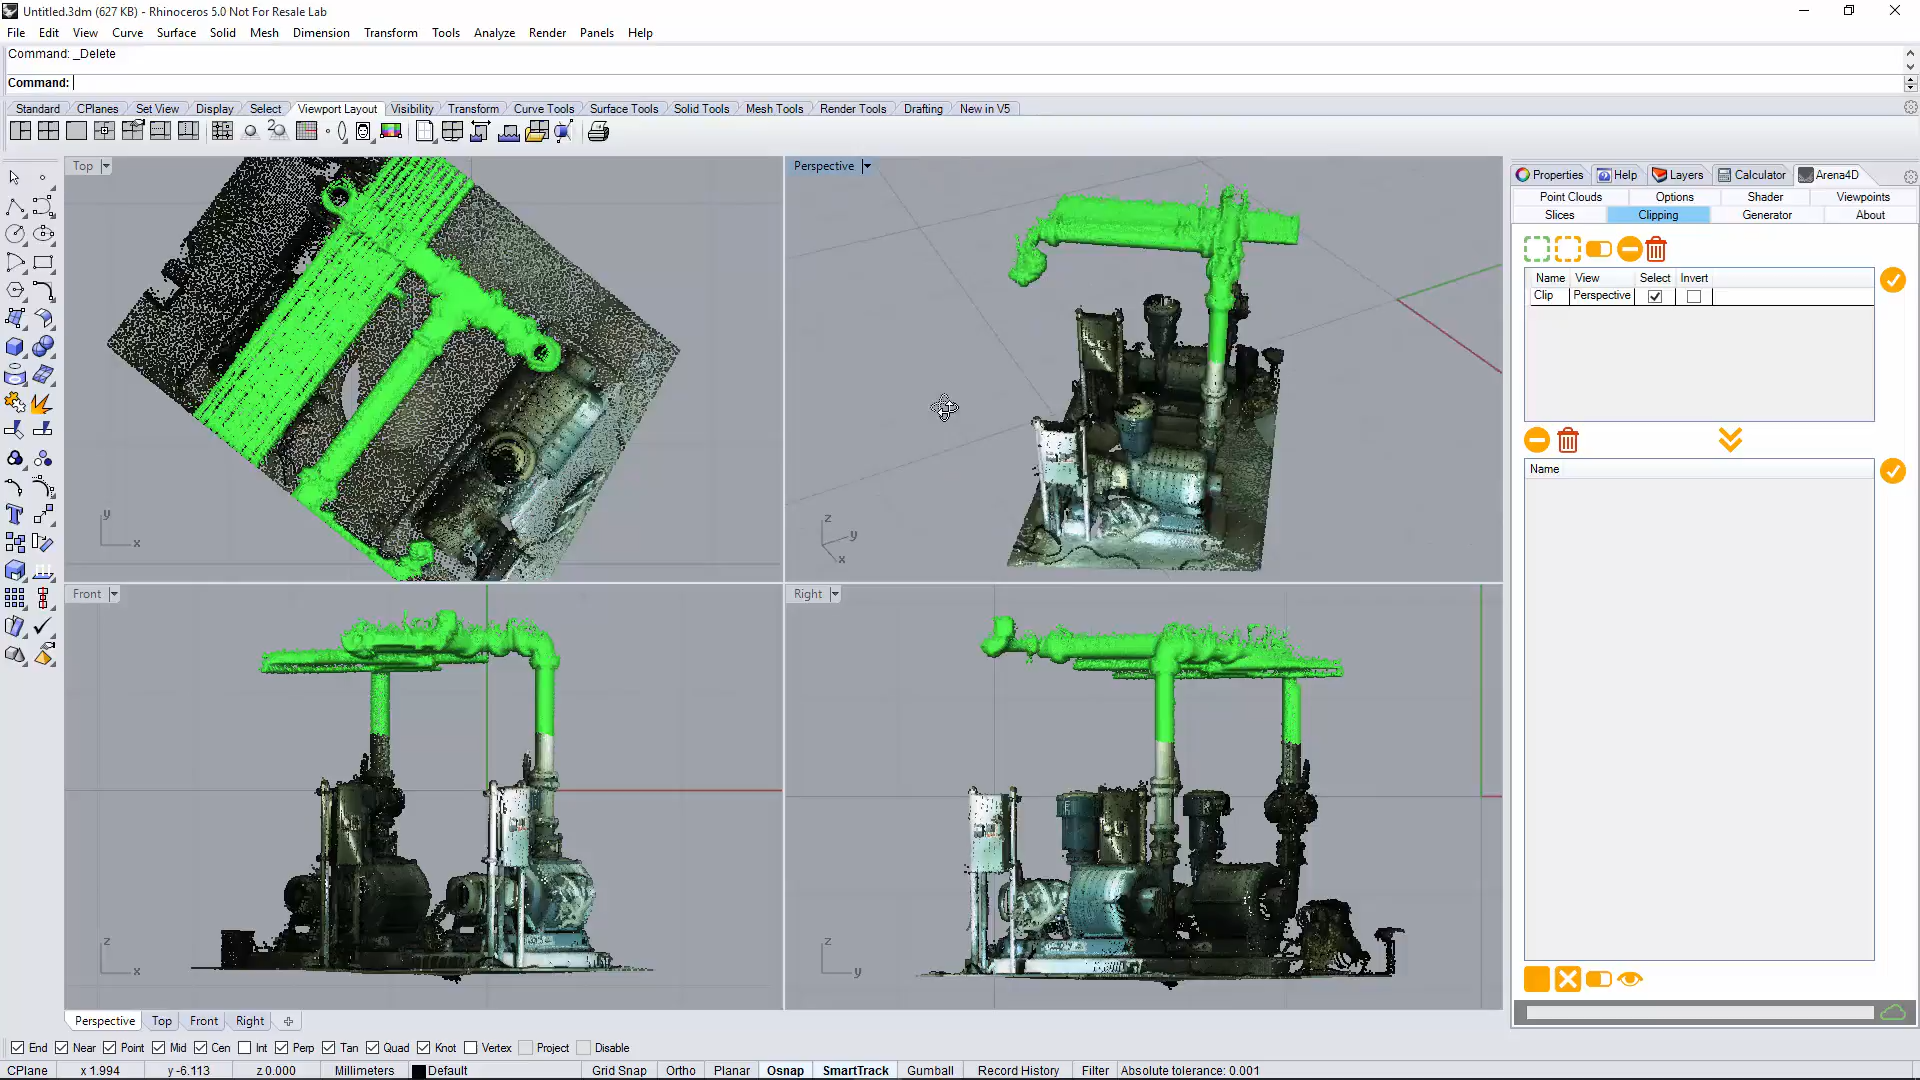 Untitled.3dm (627 KB) - Rhinoceros 5.0 Not For Resale Lab
File Edit View Curve Surface Solid Mesh Dimension Transform Tools Analyze Render Panels Help
Command: _Delete
Command:
Standard CPlanes Set View Display Select Viewport Layout Visibility Transform Curve Tools Surface Tools Solid Tools Mesh Tools Render Tools Drafting New in V5
Top
Perspective
Properties Help Layers Calculator Arena4D
Point Clouds Options Shader Viewpoints
Slices Clipping Generator About
Name View Select Invert
Clip Perspective
Name
y
x
z
y
x
Front
Right
z
x
z
y
Perspective Top Front Right
End Near Point Mid Cen Int Perp Tan Quad Knot Vertex Project Disable
CPlane x 1.994 y -6.113 z 0.000 Millimeters Default Grid Snap Ortho Planar Osnap SmartTrack Gumball Record History Filter Absolute tolerance: 0.001